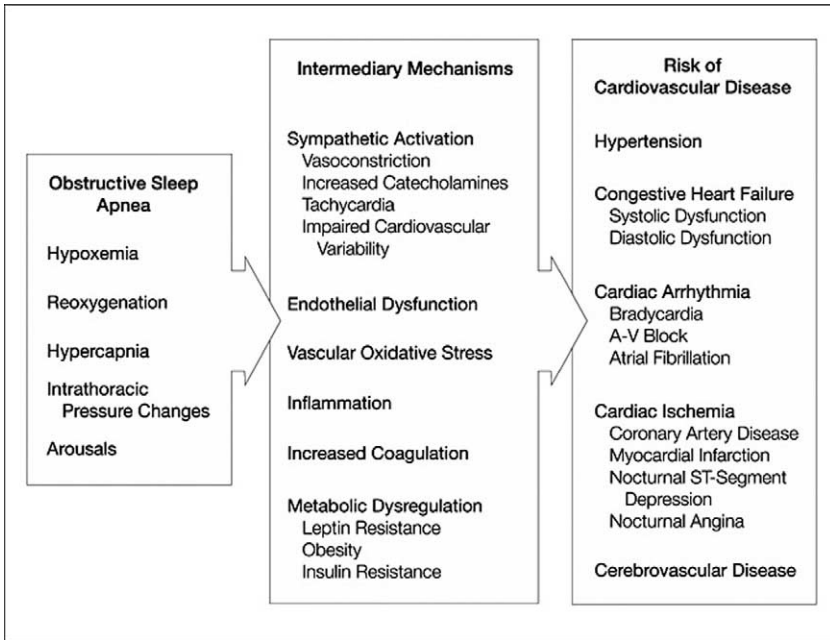 Obstructive Sleep
Apnea
Hypoxemia
Reoxygenation
Hypercapnia
Intrathoracic
Pressure Changes
Arousals
Intermediary Mechanisms
Sympathetic Activation
Vasoconstriction
Increased Catecholamines
Tachycardia
Impaired Cardiovascular
Variability
Endothelial Dysfunction
Vascular Oxidative Stress
Inflammation
Increased Coagulation
Metabolic Dysregulation
Leptin Resistance
Obesity
Insulin Resistance
Risk of
Cardiovascular Disease
Hypertension
Congestive Heart Failure
Systolic Dysfunction
Diastolic Dysfunction
Cardiac Arrhythmia
Bradycardia
A-V Block
Atrial Fibrillation
Cardiac Ischemia
Coronary Artery Disease
Myocardial Infarction
Nocturnal ST-Segment
Depression
Nocturnal Angina
Cerebrovascular Disease